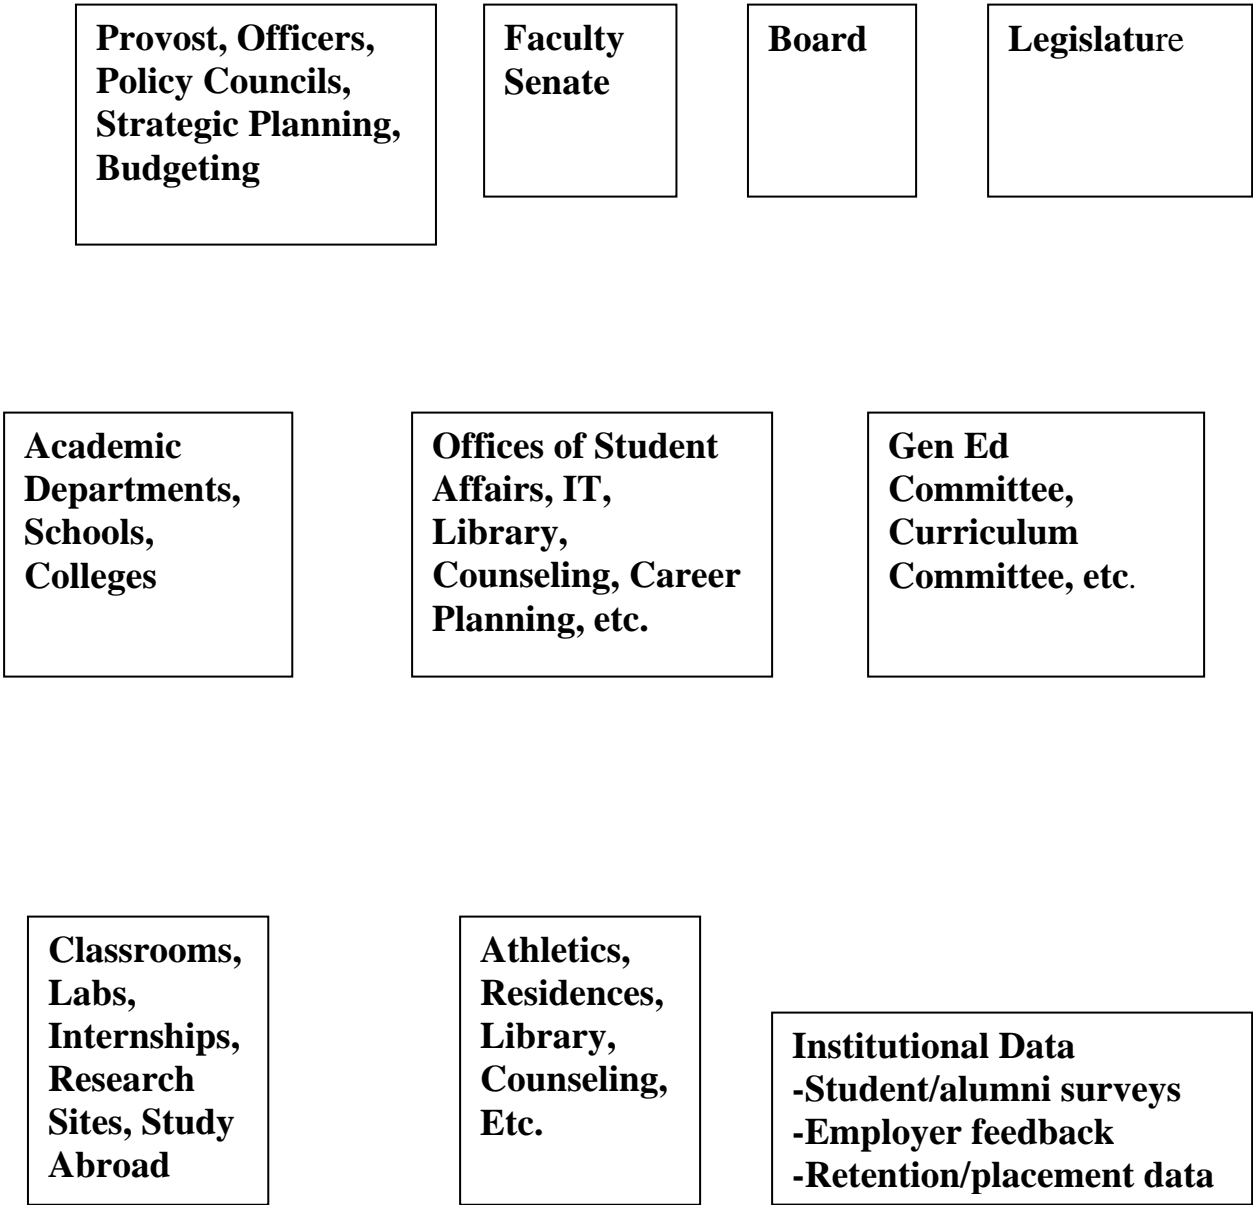 Provost, Officers,
Policy Councils,
Strategic Planning,
Budgeting
Faculty
Senate
Board
Legislature
Academic
Departments,
Schools,
Colleges
Offices of Student
Affairs, IT,
Library,
Counseling, Career
Planning, etc.
Gen Ed
Committee,
Curriculum
Committee, etc.
Classrooms,
Labs,
Internships,
Research
Sites, Study
Abroad
Athletics,
Residences,
Library,
Counseling,
Etc.
Institutional Data
-Student/alumni surveys
-Employer feedback
-Retention/placement data